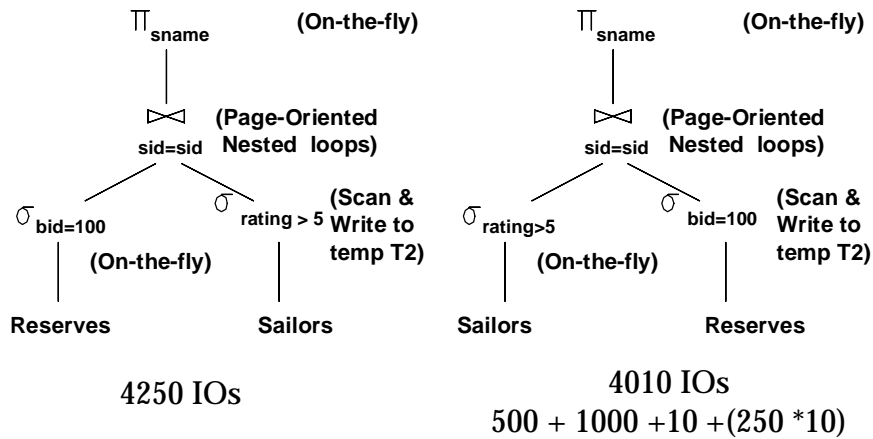 ∏ sname (On-the-fly)
⋈ (Page-Oriented
sid=sid Nested loops)
σ bid=100
σ rating > 5
(Scan &
Write to
temp T2)
(On-the-fly)
Reserves
Sailors
4250 IOs
∏ sname (On-the-fly)
⋈ (Page-Oriented
sid=sid Nested loops)
σ rating>5
σ bid=100
(Scan &
Write to
temp T2)
(On-the-fly)
Sailors
Reserves
4010 IOs
500 + 1000 +10 +(250 *10)